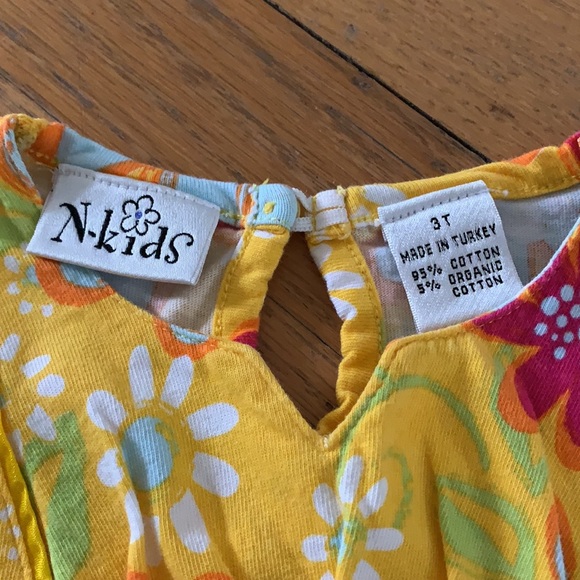 N-kids
3T
MADE IN TURKEY
95% COTTON
5% ORGANIC
COTTON